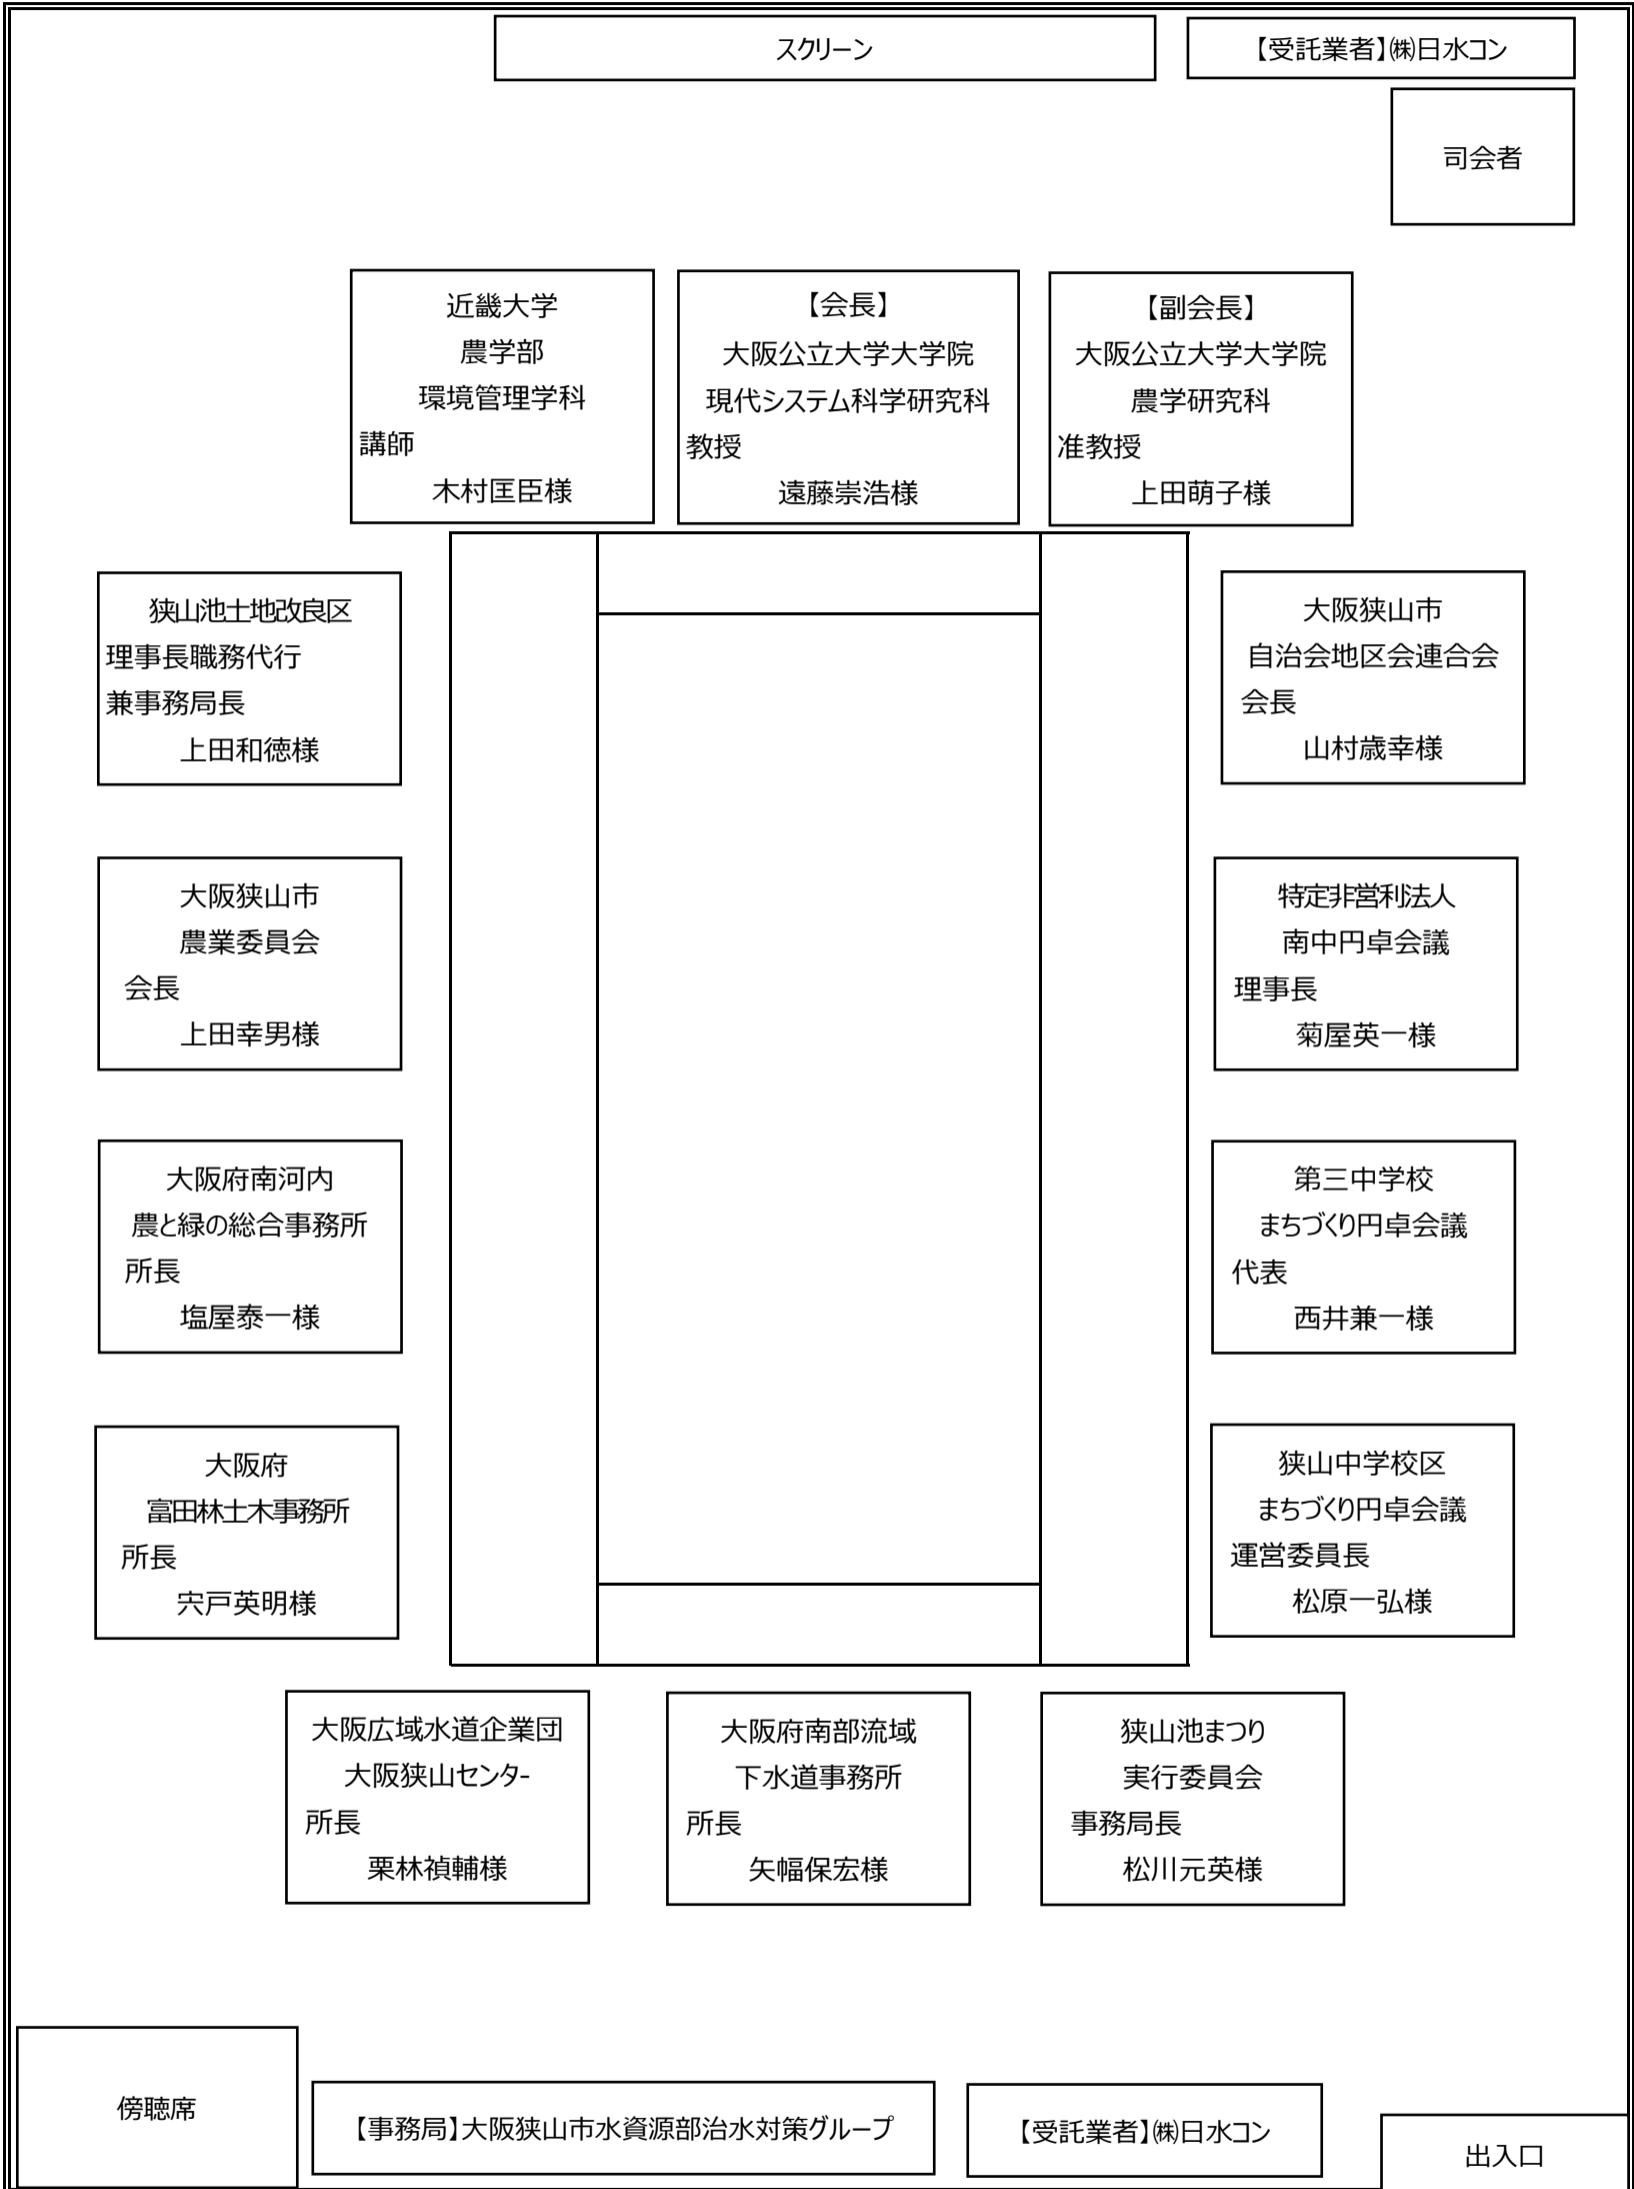 スクリーン
【受託業者】㈱日水コン
司会者
近畿大学
農学部
環境管理学科
講師
木村匡臣様
【会長】
大阪公立大学大学院
現代システム科学研究科
教授
遠藤崇浩様
【副会長】
大阪公立大学大学院
農学研究科
准教授
上田萌子様
狭山池土地改良区
理事長職務代行
兼事務局長
上田和徳様
大阪狭山市
自治会地区会連合会
会長
山村歳幸様
大阪狭山市
農業委員会
会長
上田幸男様
特定非営利法人
南中円卓会議
理事長
菊屋英一様
大阪府南河内
農と緑の総合事務所
所長
塩屋泰一様
第三中学校
まちづくり円卓会議
代表
西井兼一様
大阪府
富田林土木事務所
所長
宍戸英明様
狭山中学校区
まちづくり円卓会議
運営委員長
松原一弘様
大阪広域水道企業団
大阪狭山センター
所長
栗林禎輔様
大阪府南部流域
下水道事務所
所長
矢幅保宏様
狭山池まつり
実行委員会
事務局長
松川元英様
傍聴席
【事務局】大阪狭山市水資源部治水対策グループ
【受託業者】㈱日水コン
出入口